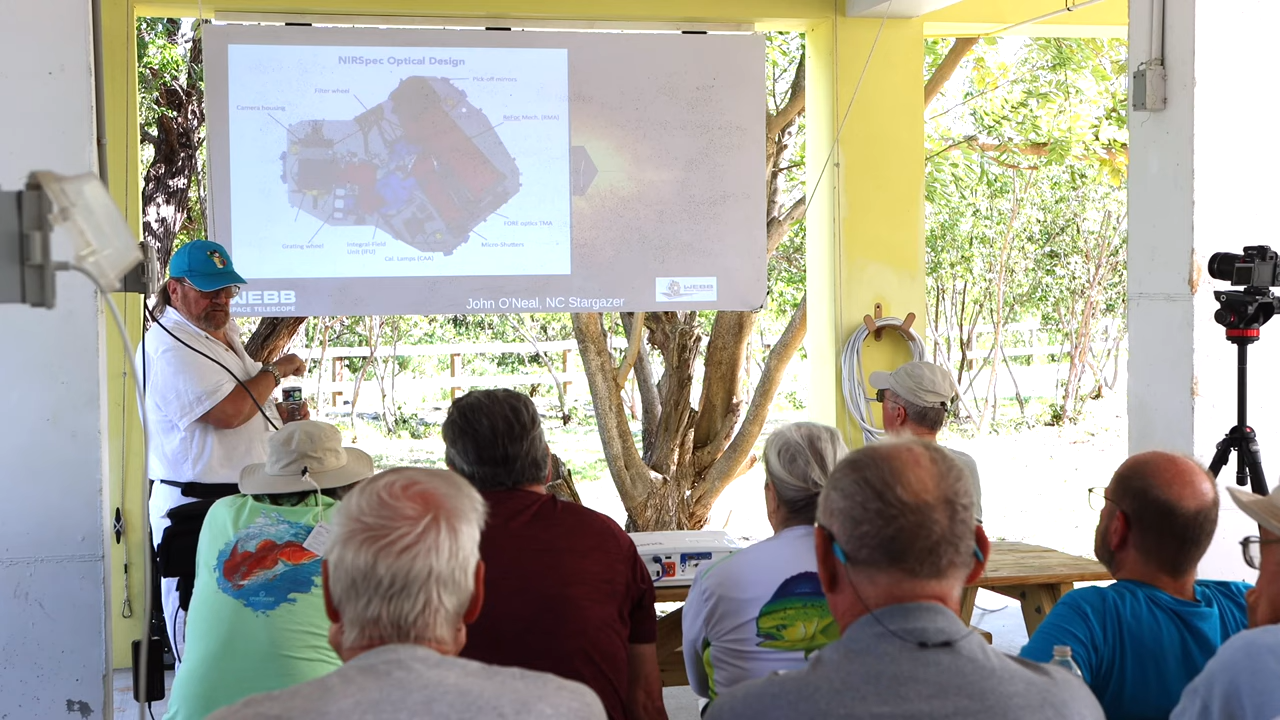 NIRSpec Optical Design
Pick-off mirrors
Filter wheel
Camera housing
ReFoc Mech. (RMA)
FORE optics TMA
Grating wheel
Integral Field
Unit (IFU)
Micro-Shutters
Cal. Lamps (CAA)
WEBB
SPACE TELESCOPE
John O'Neal, NC Stargazer
WEBB